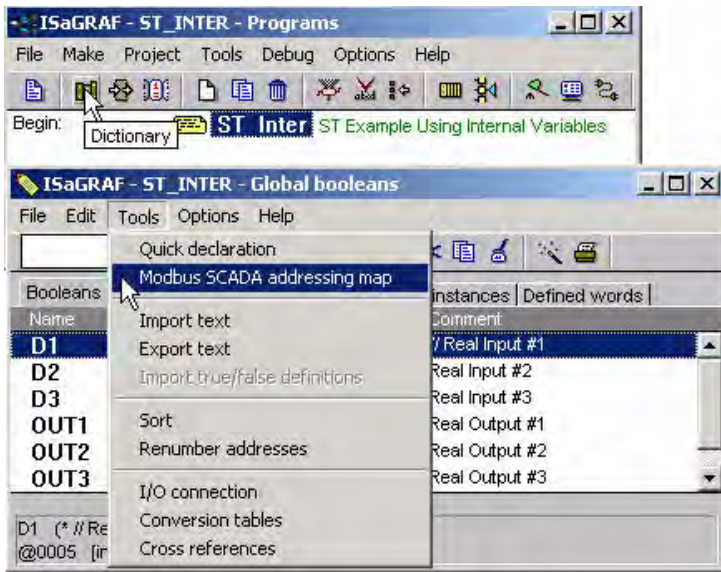 ISaGRAF - ST_INTER - Programs
File Make Project Tools Debug Options Help
Begin: ST_Inter ST Example Using Internal Variables
Dictionary
ISaGRAF - ST_INTER - Global booleans
File Edit Tools Options Help
Quick declaration
Modbus SCADA addressing map
Import text
Export text
Import true/false definitions
Sort
Renumber addresses
I/O connection
Conversion tables
Cross references
Booleans instances Defined words
Name Comment
D1 // Real Input #1
D2 Real Input #2
D3 Real Input #3
OUT1 Real Output #1
OUT2 Real Output #2
OUT3 Real Output #3
D1 (* // Re
@0005 [in